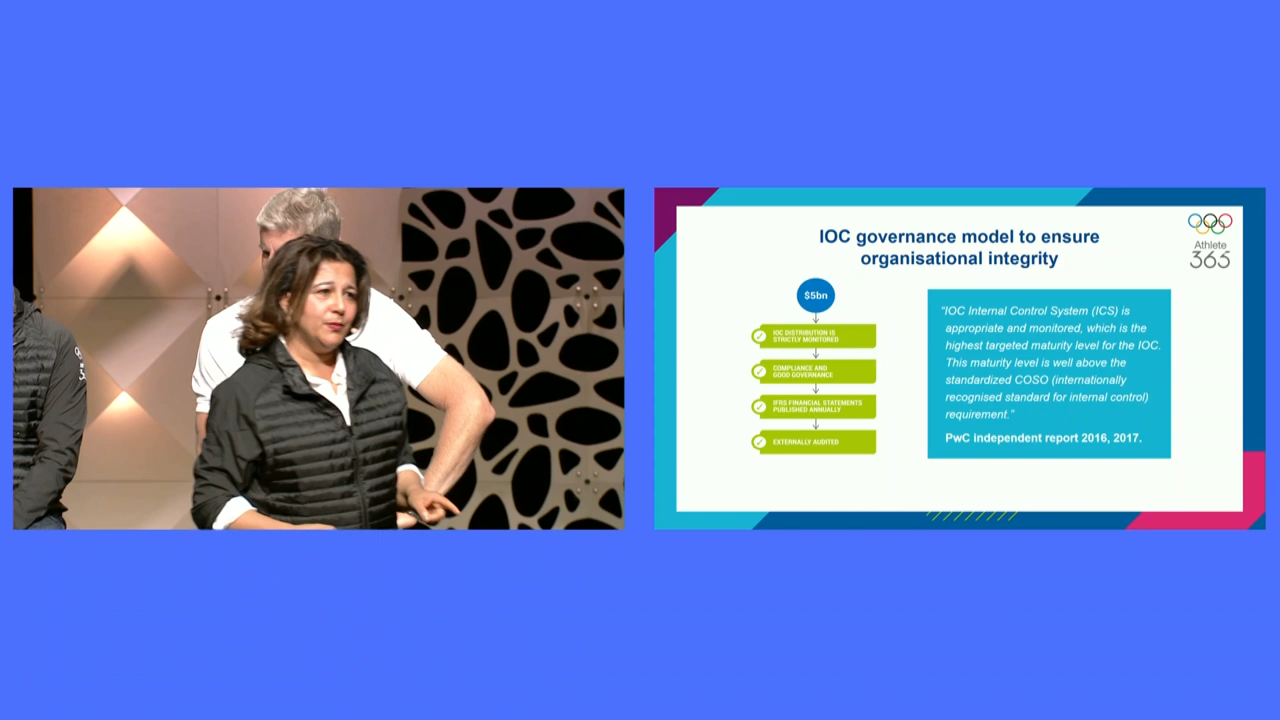 IOC governance model to ensure
organisational integrity
Athlete
365
$5bn
IOC DISTRIBUTION IS
STRICTLY MONITORED
COMPLIANCE AND
GOOD GOVERNANCE
IFRS FINANCIAL STATEMENTS
PUBLISHED ANNUALLY
EXTERNALLY AUDITED
“IOC Internal Control System (ICS) is
appropriate and monitored, which is the
highest targeted maturity level for the IOC.
This maturity level is well above the
standardized COSO (internationally
recognised standard for internal control)
requirement.”
PwC independent report 2016, 2017.